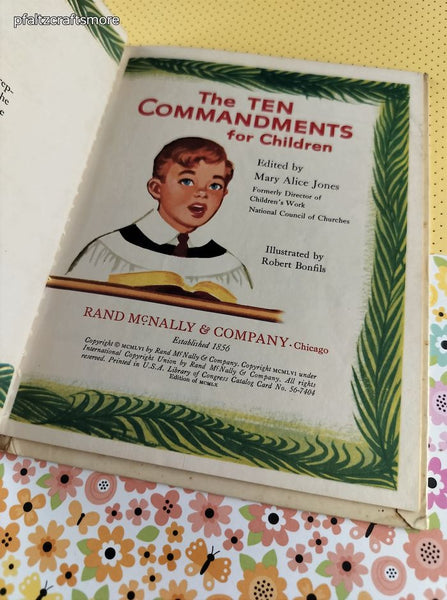 pfaltzcraftsmore
The TEN
COMMANDMENTS
for Children
Edited by
Mary Alice Jones
Formerly Director of
Children's Work
National Council of Churches
Illustrated by
Robert Bonfils
RAND McNALLY & COMPANY · Chicago
Established 1856
Copyright © MCMLVI by Rand McNally & Company. Copyright MCMLVI under
International Copyright Union by Rand McNally & Company. All rights
reserved. Printed in U.S.A. Library of Congress Catalog Card No. 56-7404
Edition of MCMLX